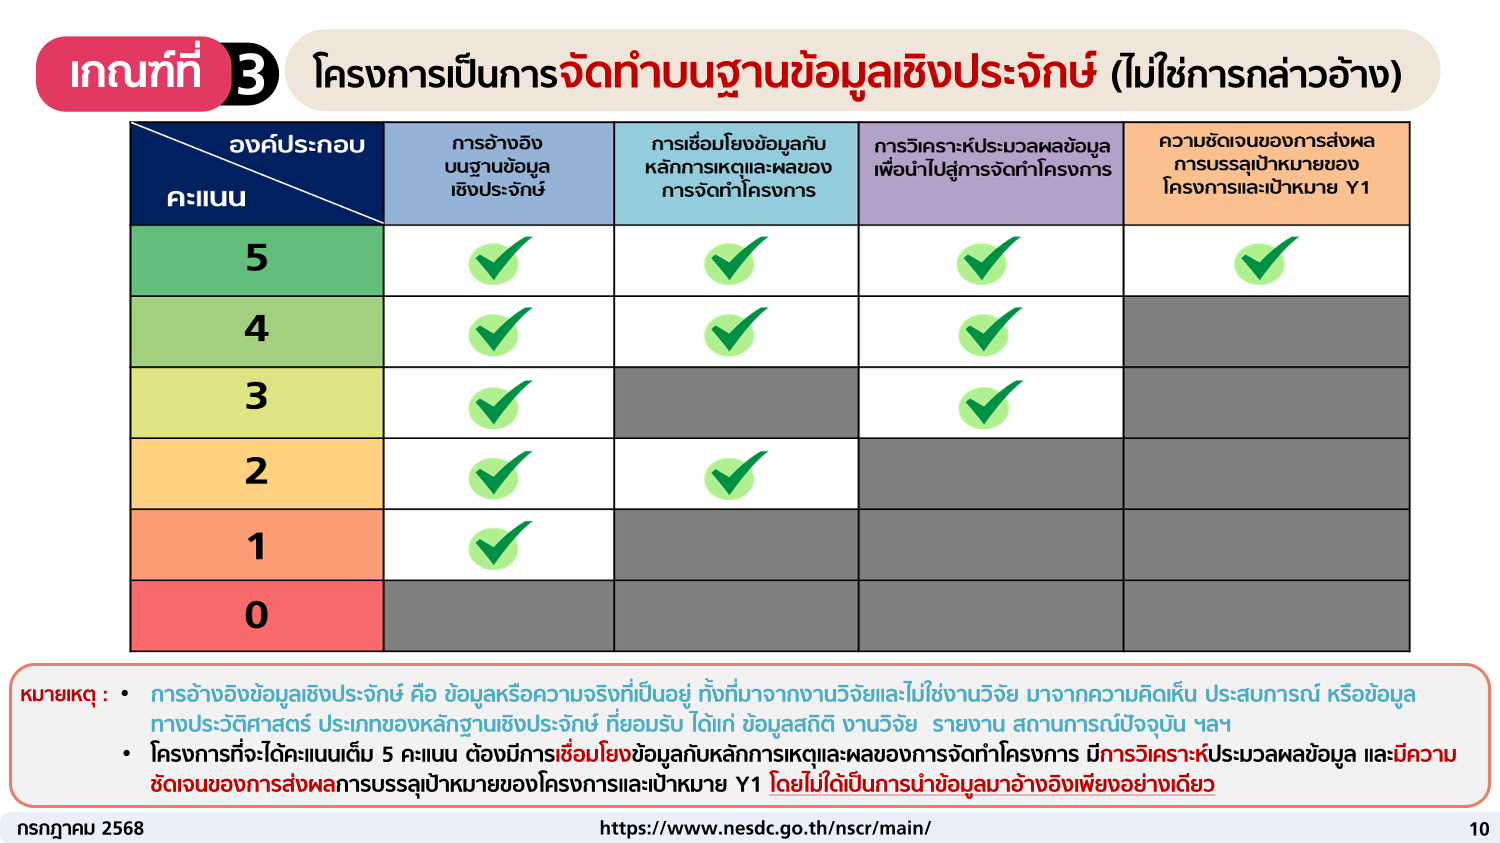 เกณฑ์ที่ 3
โครงการเป็นการจัดทำบนฐานข้อมูลเชิงประจักษ์ (ไม่ใช่การกล่าวอ้าง)
องค์ประกอบ
คะแนน
การอ้างอิง
บนฐานข้อมูล
เชิงประจักษ์
การเชื่อมโยงข้อมูลกับ
หลักการเหตุและผลของ
การจัดทำโครงการ
การวิเคราะห์ประมวลผลข้อมูล
เพื่อนำไปสู่การจัดทำโครงการ
ความชัดเจนของการส่งผล
การบรรลุเป้าหมายของ
โครงการและเป้าหมาย Y1
5
4
3
2
1
0
หมายเหตุ : • การอ้างอิงข้อมูลเชิงประจักษ์ คือ ข้อมูลหรือความจริงที่เป็นอยู่ ทั้งที่มาจากงานวิจัยและไม่ใช่งานวิจัย มาจากความคิดเห็น ประสบการณ์ หรือข้อมูล
ทางประวัติศาสตร์ ประเภทของหลักฐานเชิงประจักษ์ ที่ยอมรับ ได้แก่ ข้อมูลสถิติ งานวิจัย รายงาน สถานการณ์ปัจจุบัน ฯลฯ
• โครงการที่จะได้คะแนนเต็ม 5 คะแนน ต้องมีการเชื่อมโยงข้อมูลกับหลักการเหตุและผลของการจัดทำโครงการ มีการวิเคราะห์ประมวลผลข้อมูล และมีความ
ชัดเจนของการส่งผลการบรรลุเป้าหมายของโครงการและเป้าหมาย Y1 โดยไม่ได้เป็นการนำข้อมูลมาอ้างอิงเพียงอย่างเดียว
กรกฎาคม 2568
https://www.nesdc.go.th/nscr/main/
10